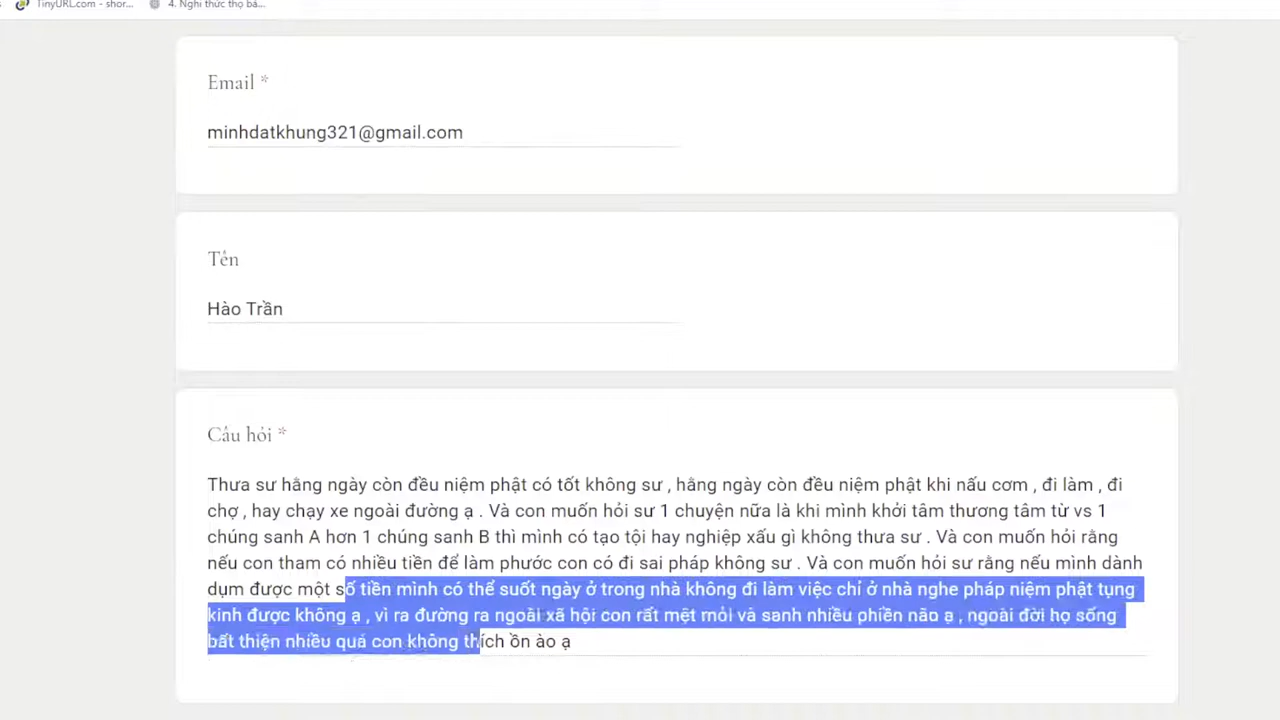 TinyURL.com - shor...
4. Nghi thức thọ bá...
Email *
minhdatkhung321@gmail.com
Tên
Hào Trần
Câu hỏi *
Thưa sư hằng ngày còn đều niệm phật có tốt không sư , hằng ngày còn đều niệm phật khi nấu cơm , đi làm , đi
chợ , hay chạy xe ngoài đường ạ . Và con muốn hỏi sư 1 chuyện nữa là khi mình khởi tâm thương tâm từ vs 1
chúng sanh A hơn 1 chúng sanh B thì mình có tạo tội hay nghiệp xấu gì không thưa sư . Và con muốn hỏi rằng
nếu con tham có nhiều tiền để làm phước con có đi sai pháp không sư . Và con muốn hỏi sư rằng nếu mình dành
dụm được một số tiền mình có thể suốt ngày ở trong nhà không đi làm việc chỉ ở nhà nghe pháp niệm phật tụng
kinh được không ạ , vì ra đường ra ngoài xã hội con rất mệt mỏi và sanh nhiều phiền não ạ , ngoài đời họ sống
bất thiện nhiều quá con không thích ồn ào ạ